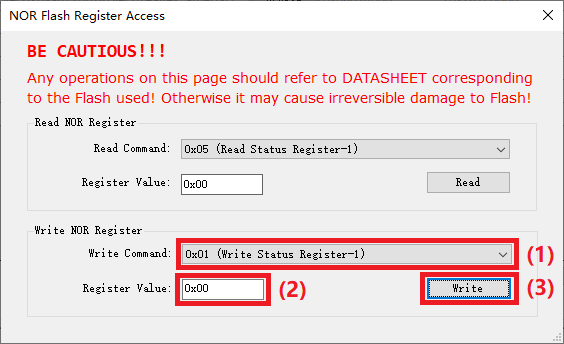 NOR Flash Register Access
BE CAUTIOUS!!!
Any operations on this page should refer to DATASHEET corresponding
to the Flash used! Otherwise it may cause irreversible damage to Flash!
Read NOR Register
Read Command: 0x05 (Read Status Register-1)
Register Value: 0x00 Read
Write NOR Register
Write Command: 0x01 (Write Status Register-1) (1)
Register Value: 0x00 (2) Write (3)